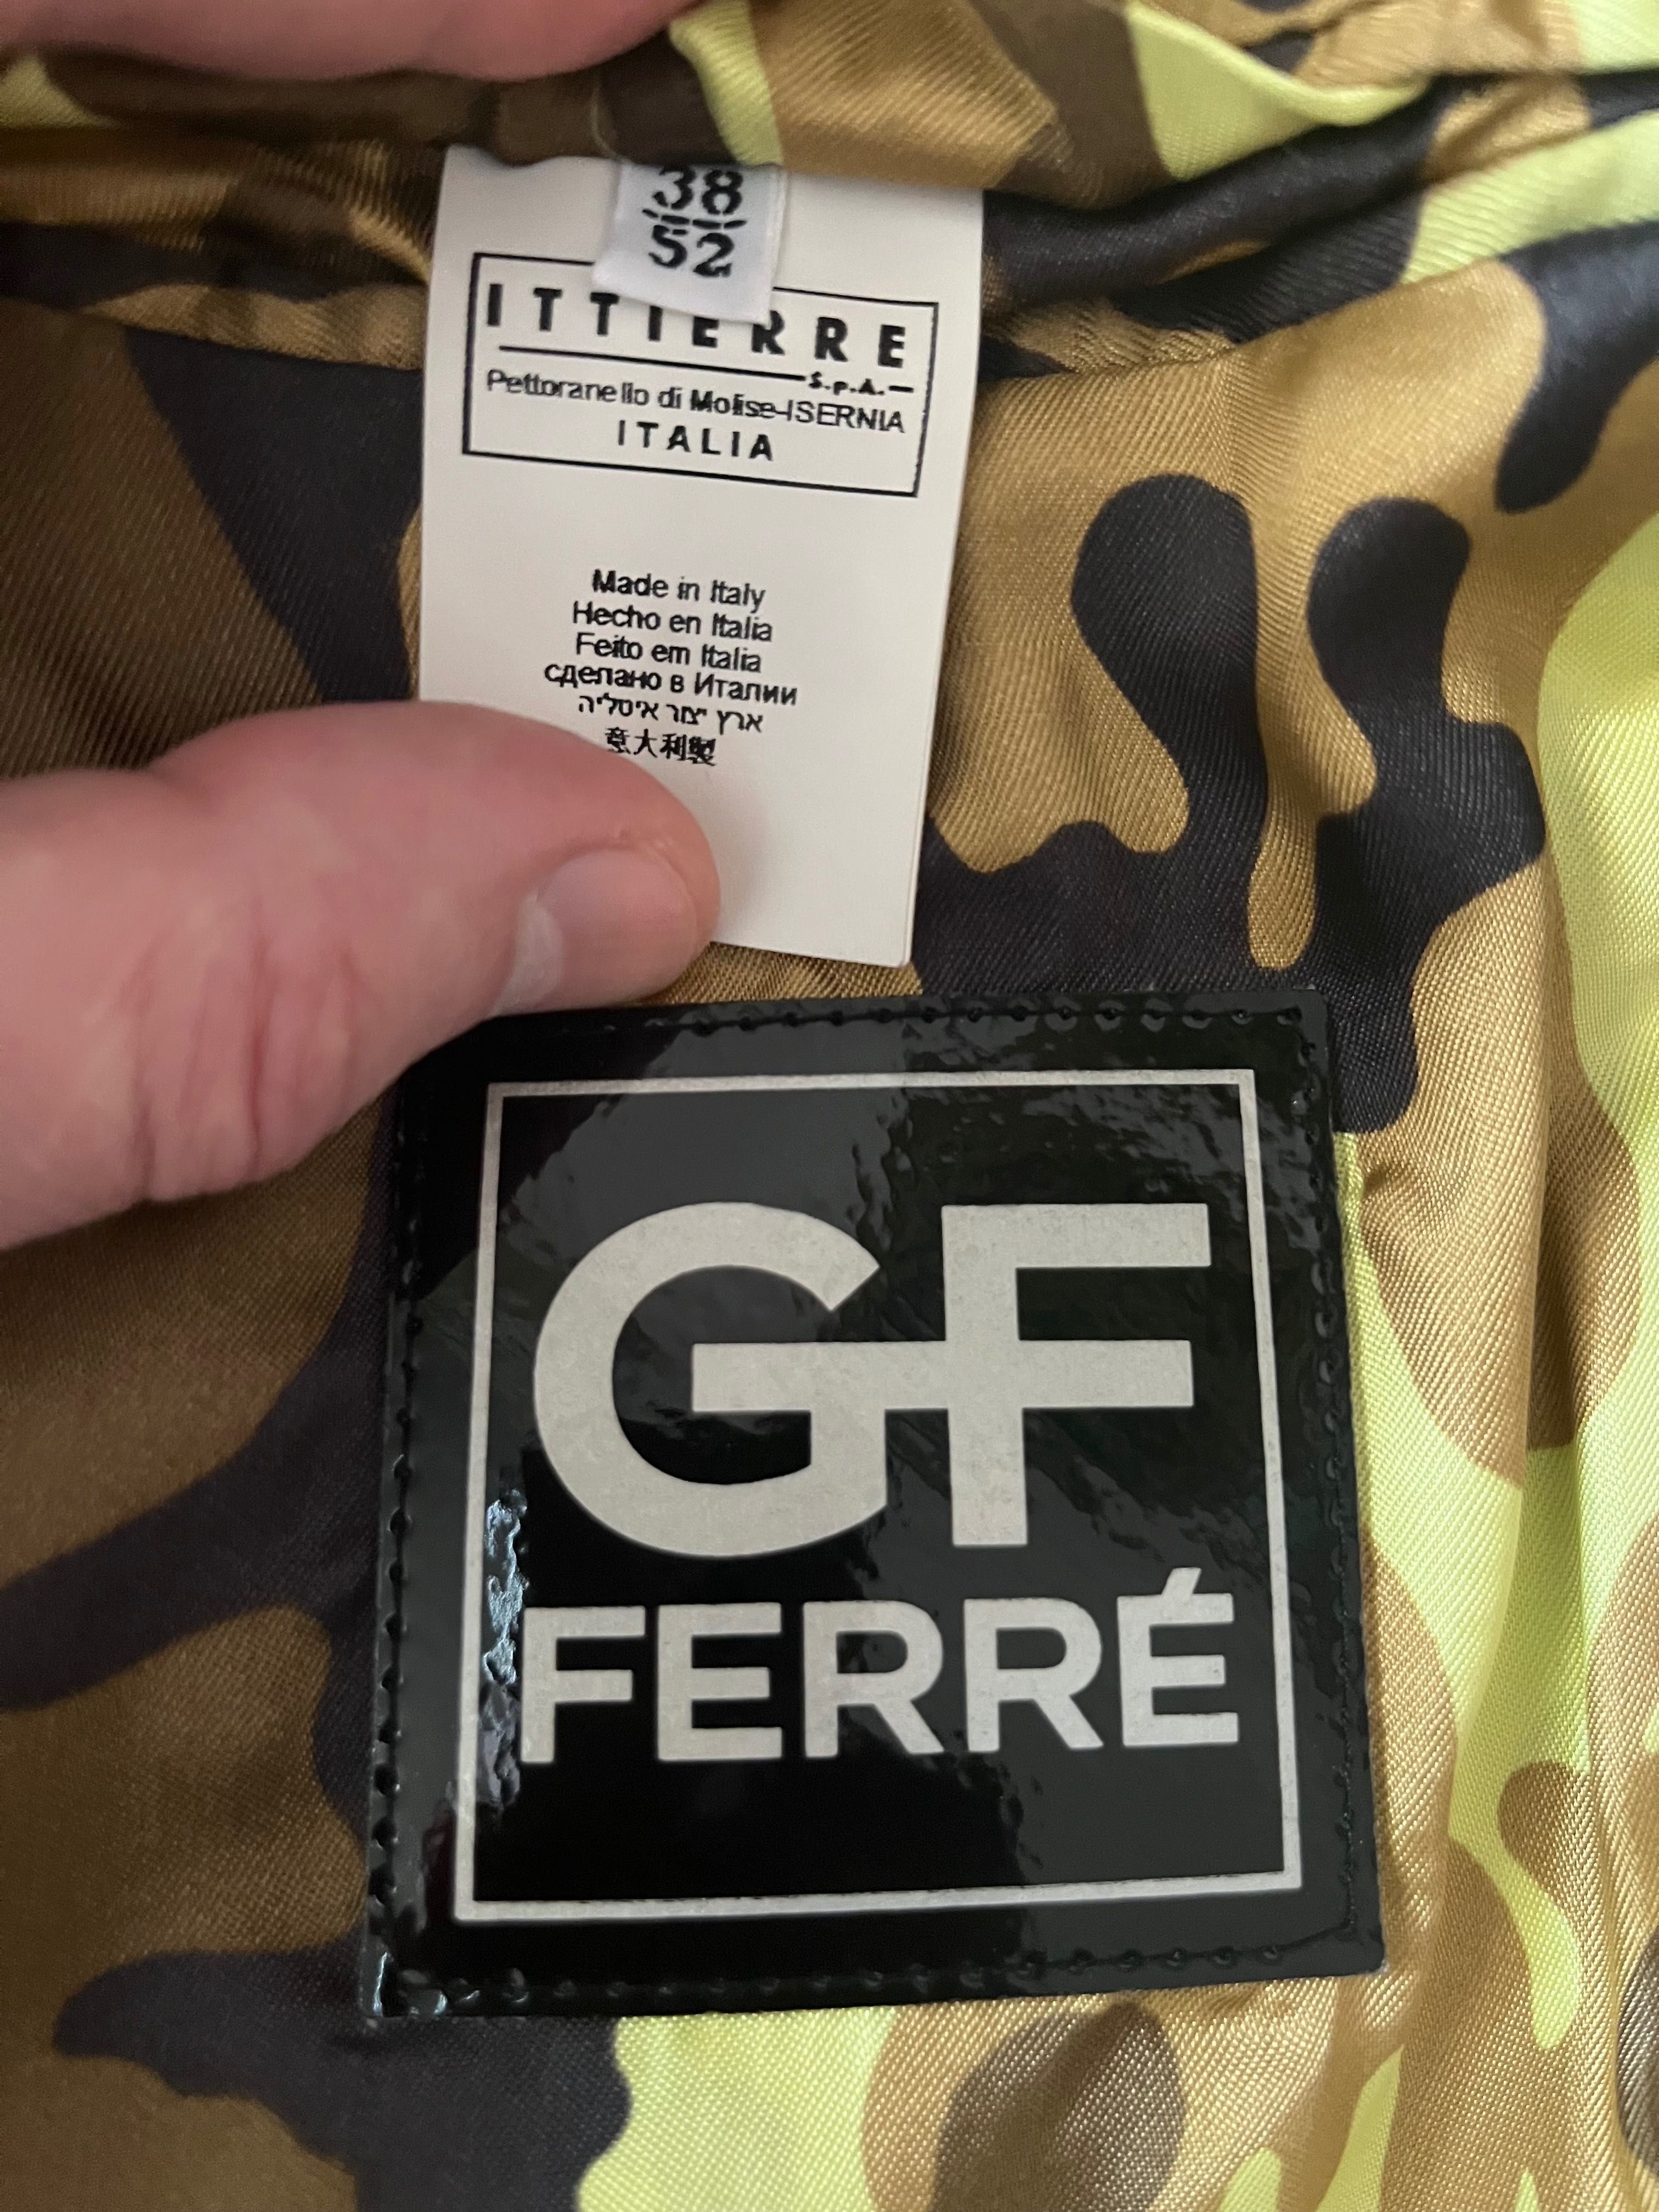 38
52
ITTIERRE
S.p.A.
Pettoranello di Molise-ISERNIA
ITALIA
Made in Italy
Hecho en Italia
Feito em Italia
сделано в Италии
ארץ יצור איטליה
意大利製
GF
FERRÉ